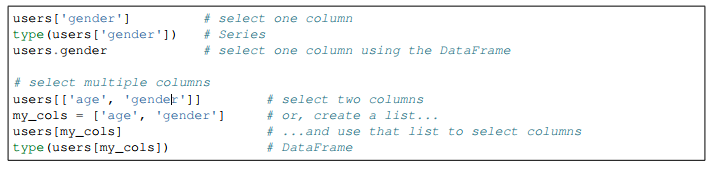 users['gender']          # select one column
type(users['gender'])   # Series
users.gender             # select one column using the DataFrame
# select multiple columns
users[['age', 'gender']]         # select two columns
my_cols = ['age', 'gender']      # or, create a list...
users[my_cols]                   # ...and use that list to select columns
type(users[my_cols])             # DataFrame